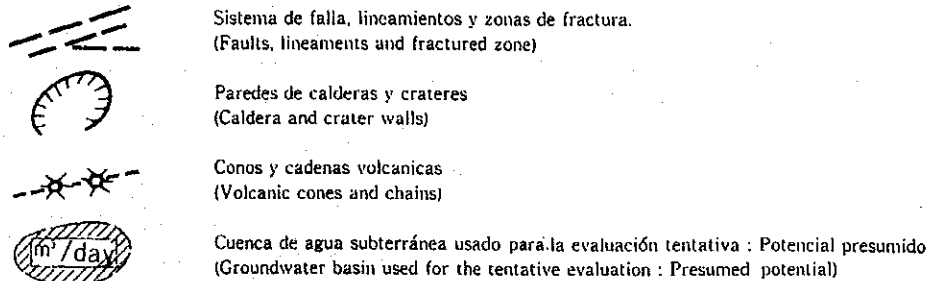 Sistema de falla, lineamientos y zonas de fractura.
(Faults, lineaments and fractured zone)
Paredes de calderas y crateres
(Caldera and crater walls)
Conos y cadenas volcanicas
(Volcanic cones and chains)
m³/day
Cuenca de agua subterránea usado para la evaluación tentativa : Potencial presumido
(Groundwater basin used for the tentative evaluation : Presumed potential)